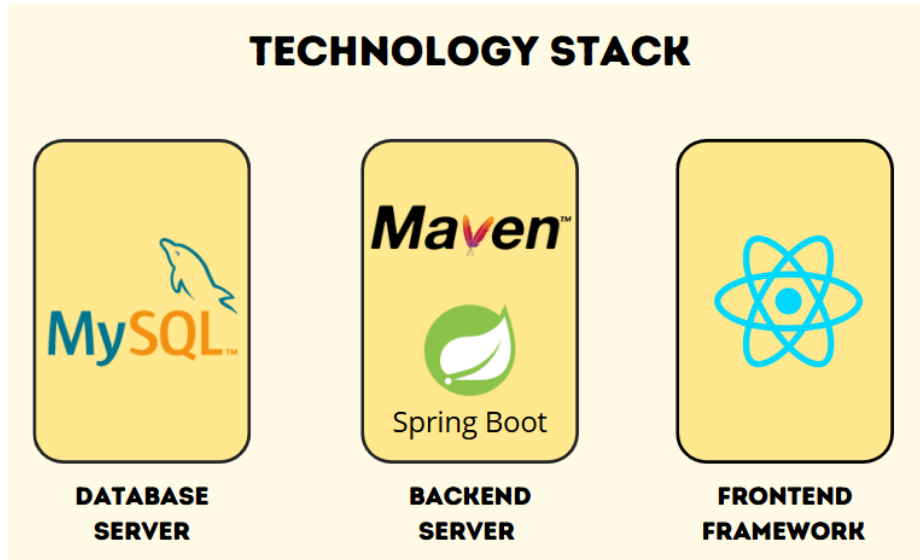 TECHNOLOGY STACK
MySQL™
Maven™
Spring Boot
DATABASE
SERVER
BACKEND
SERVER
FRONTEND
FRAMEWORK